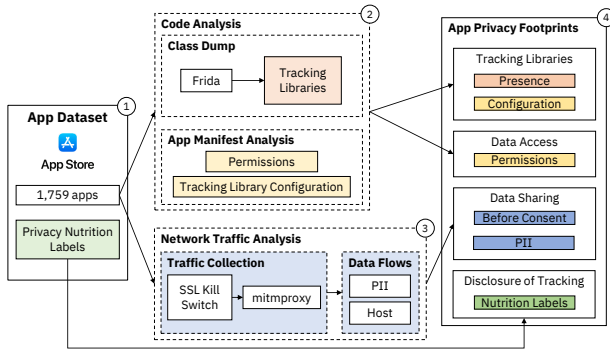 1
App Dataset
App Store
1,759 apps
Privacy Nutrition
Labels
2
Code Analysis
Class Dump
Frida
Tracking
Libraries
App Manifest Analysis
Permissions
Tracking Library Configuration
3
Network Traffic Analysis
Traffic Collection
SSL Kill
Switch
mitmproxy
Data Flows
PII
Host
4
App Privacy Footprints
Tracking Libraries
Presence
Configuration
Data Access
Permissions
Data Sharing
Before Consent
PII
Disclosure of Tracking
Nutrition Labels